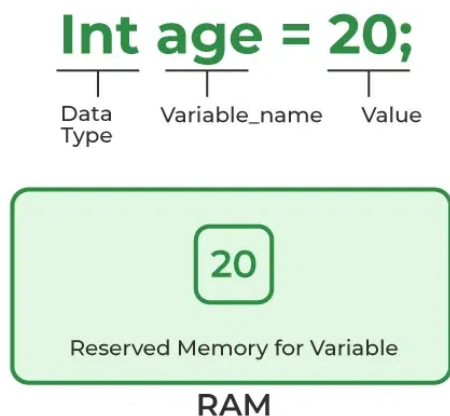 Int age = 20;
Data Type
Variable_name
Value
20
Reserved Memory for Variable
RAM